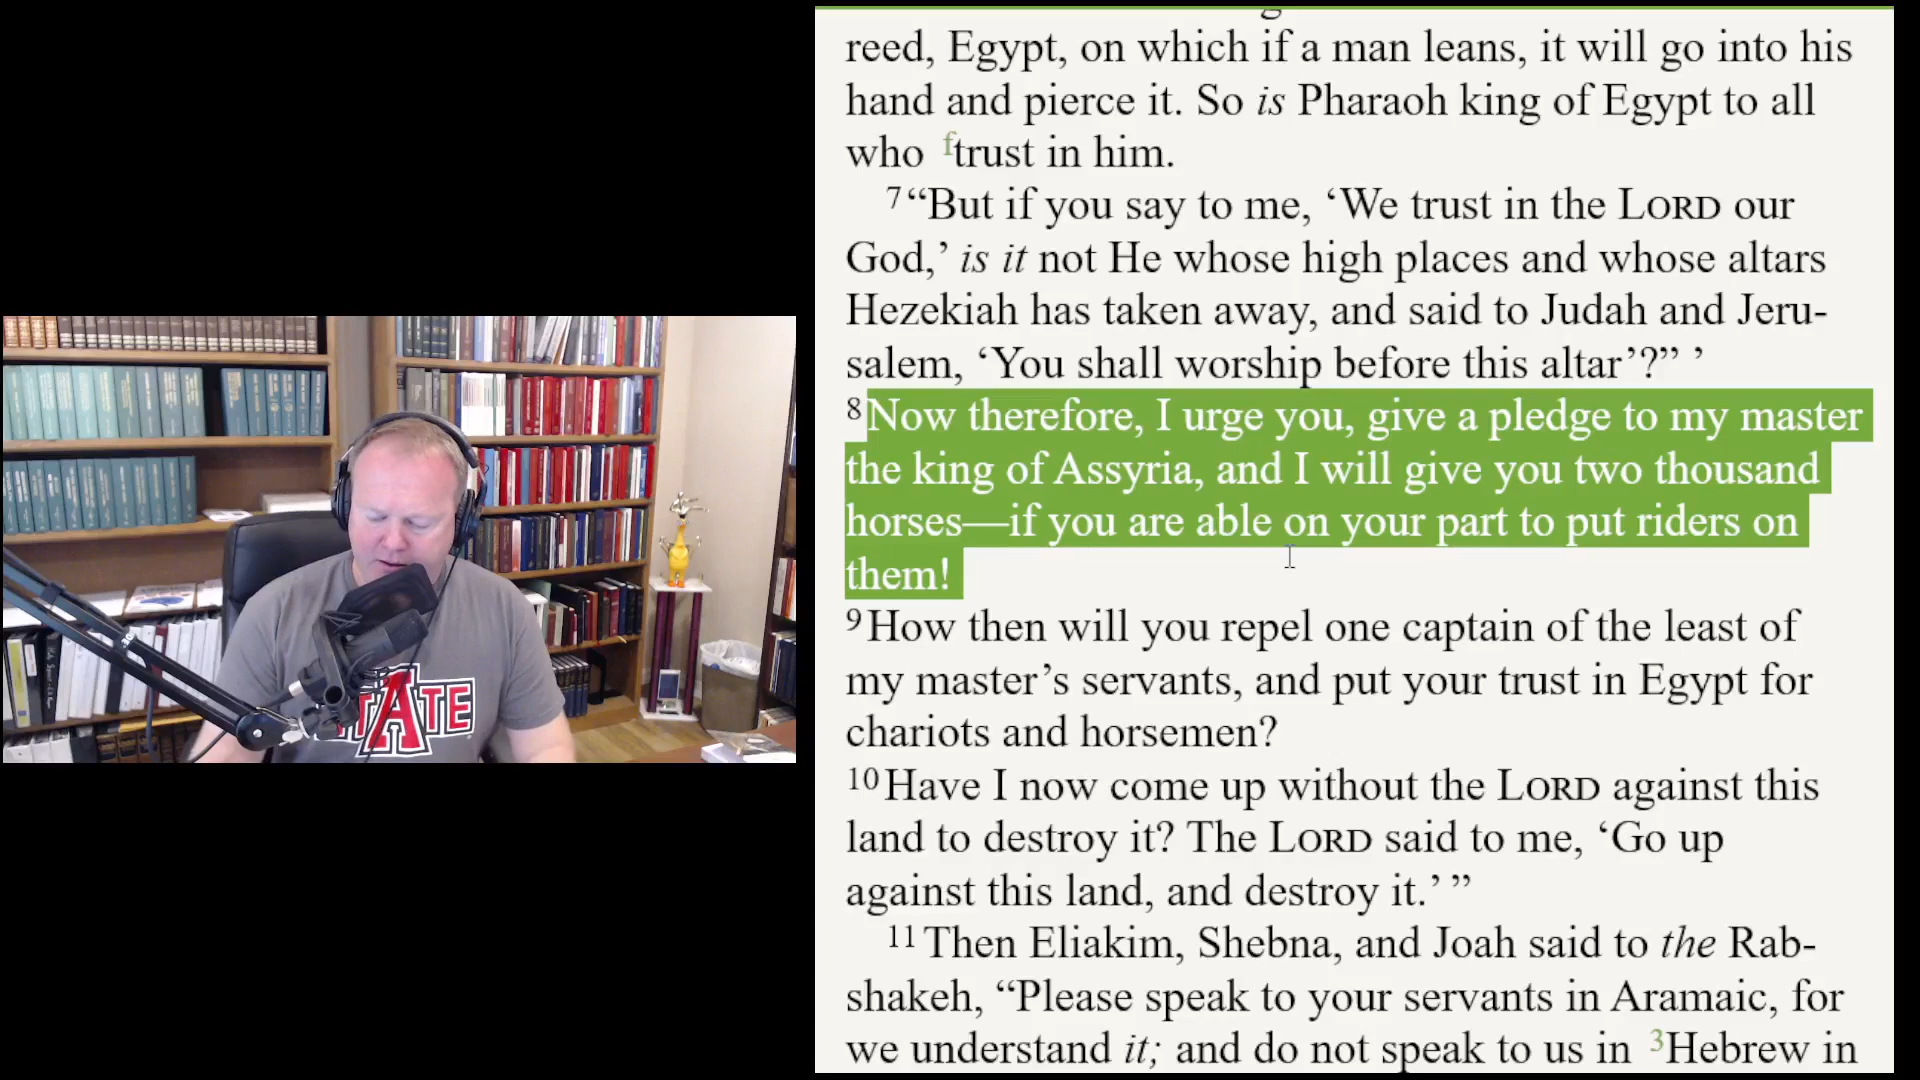 reed, Egypt, on which if a man leans, it will go into his
hand and pierce it. So is Pharaoh king of Egypt to all
who ftrust in him.
7“But if you say to me, ‘We trust in the LORD our
God,’ is it not He whose high places and whose altars
Hezekiah has taken away, and said to Judah and Jeru-
salem, ‘You shall worship before this altar’?” ’
8Now therefore, I urge you, give a pledge to my master
the king of Assyria, and I will give you two thousand
horses—if you are able on your part to put riders on
them!
9How then will you repel one captain of the least of
my master’s servants, and put your trust in Egypt for
chariots and horsemen?
10Have I now come up without the LORD against this
land to destroy it? The LORD said to me, ‘Go up
against this land, and destroy it.’ ”
11Then Eliakim, Shebna, and Joah said to the Rab-
shakeh, “Please speak to your servants in Aramaic, for
we understand it; and do not speak to us in 3Hebrew in
STATE